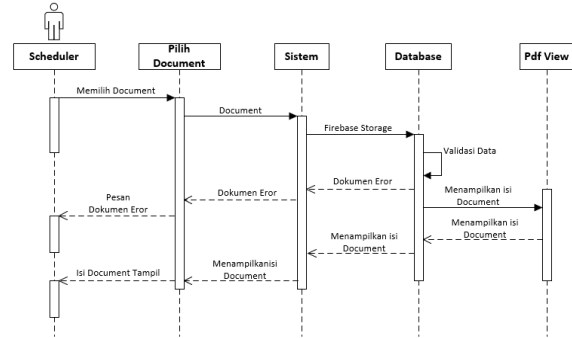 Scheduler
Pilih
Document
Sistem
Database
Pdf View
Memilih Document
Document
Firebase Storage
Validasi Data
Dokumen Eror
Dokumen Eror
Pesan
Dokumen Eror
Menampilkan isi
Document
Menampilkan isi
Document
Menampilkan isi
Document
Menampilkanisi
Document
Isi Document Tampil